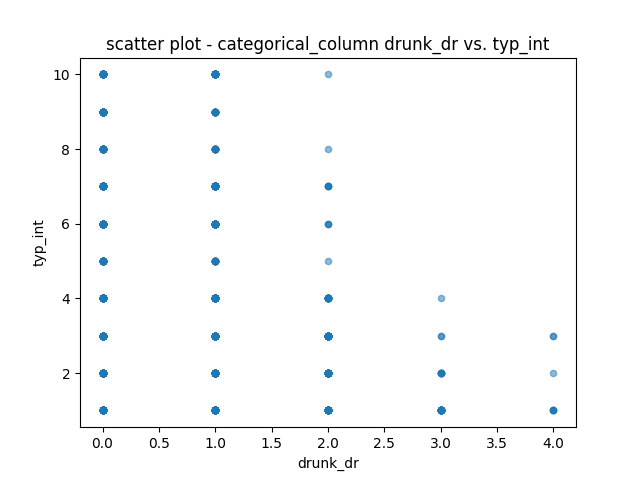 scatter plot - categorical_column drunk_dr vs. typ_int
10
8
6
4
2
typ_int
0.0 0.5 1.0 1.5 2.0 2.5 3.0 3.5 4.0
drunk_dr